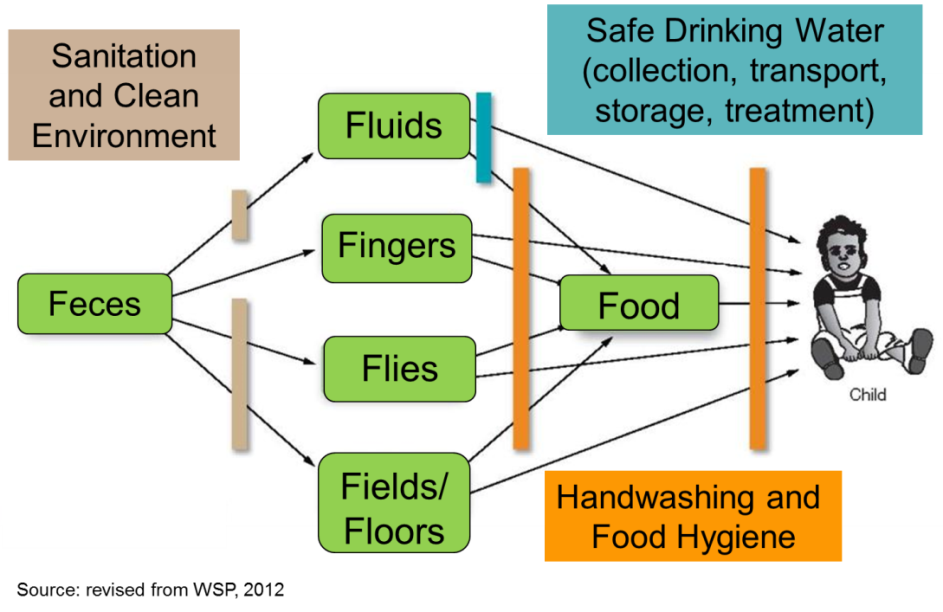 Sanitation
and Clean
Environment
Safe Drinking Water
(collection, transport,
storage, treatment)
Fluids
Fingers
Feces
Food
Flies
Child
Fields/
Floors
Handwashing and
Food Hygiene
Source: revised from WSP, 2012